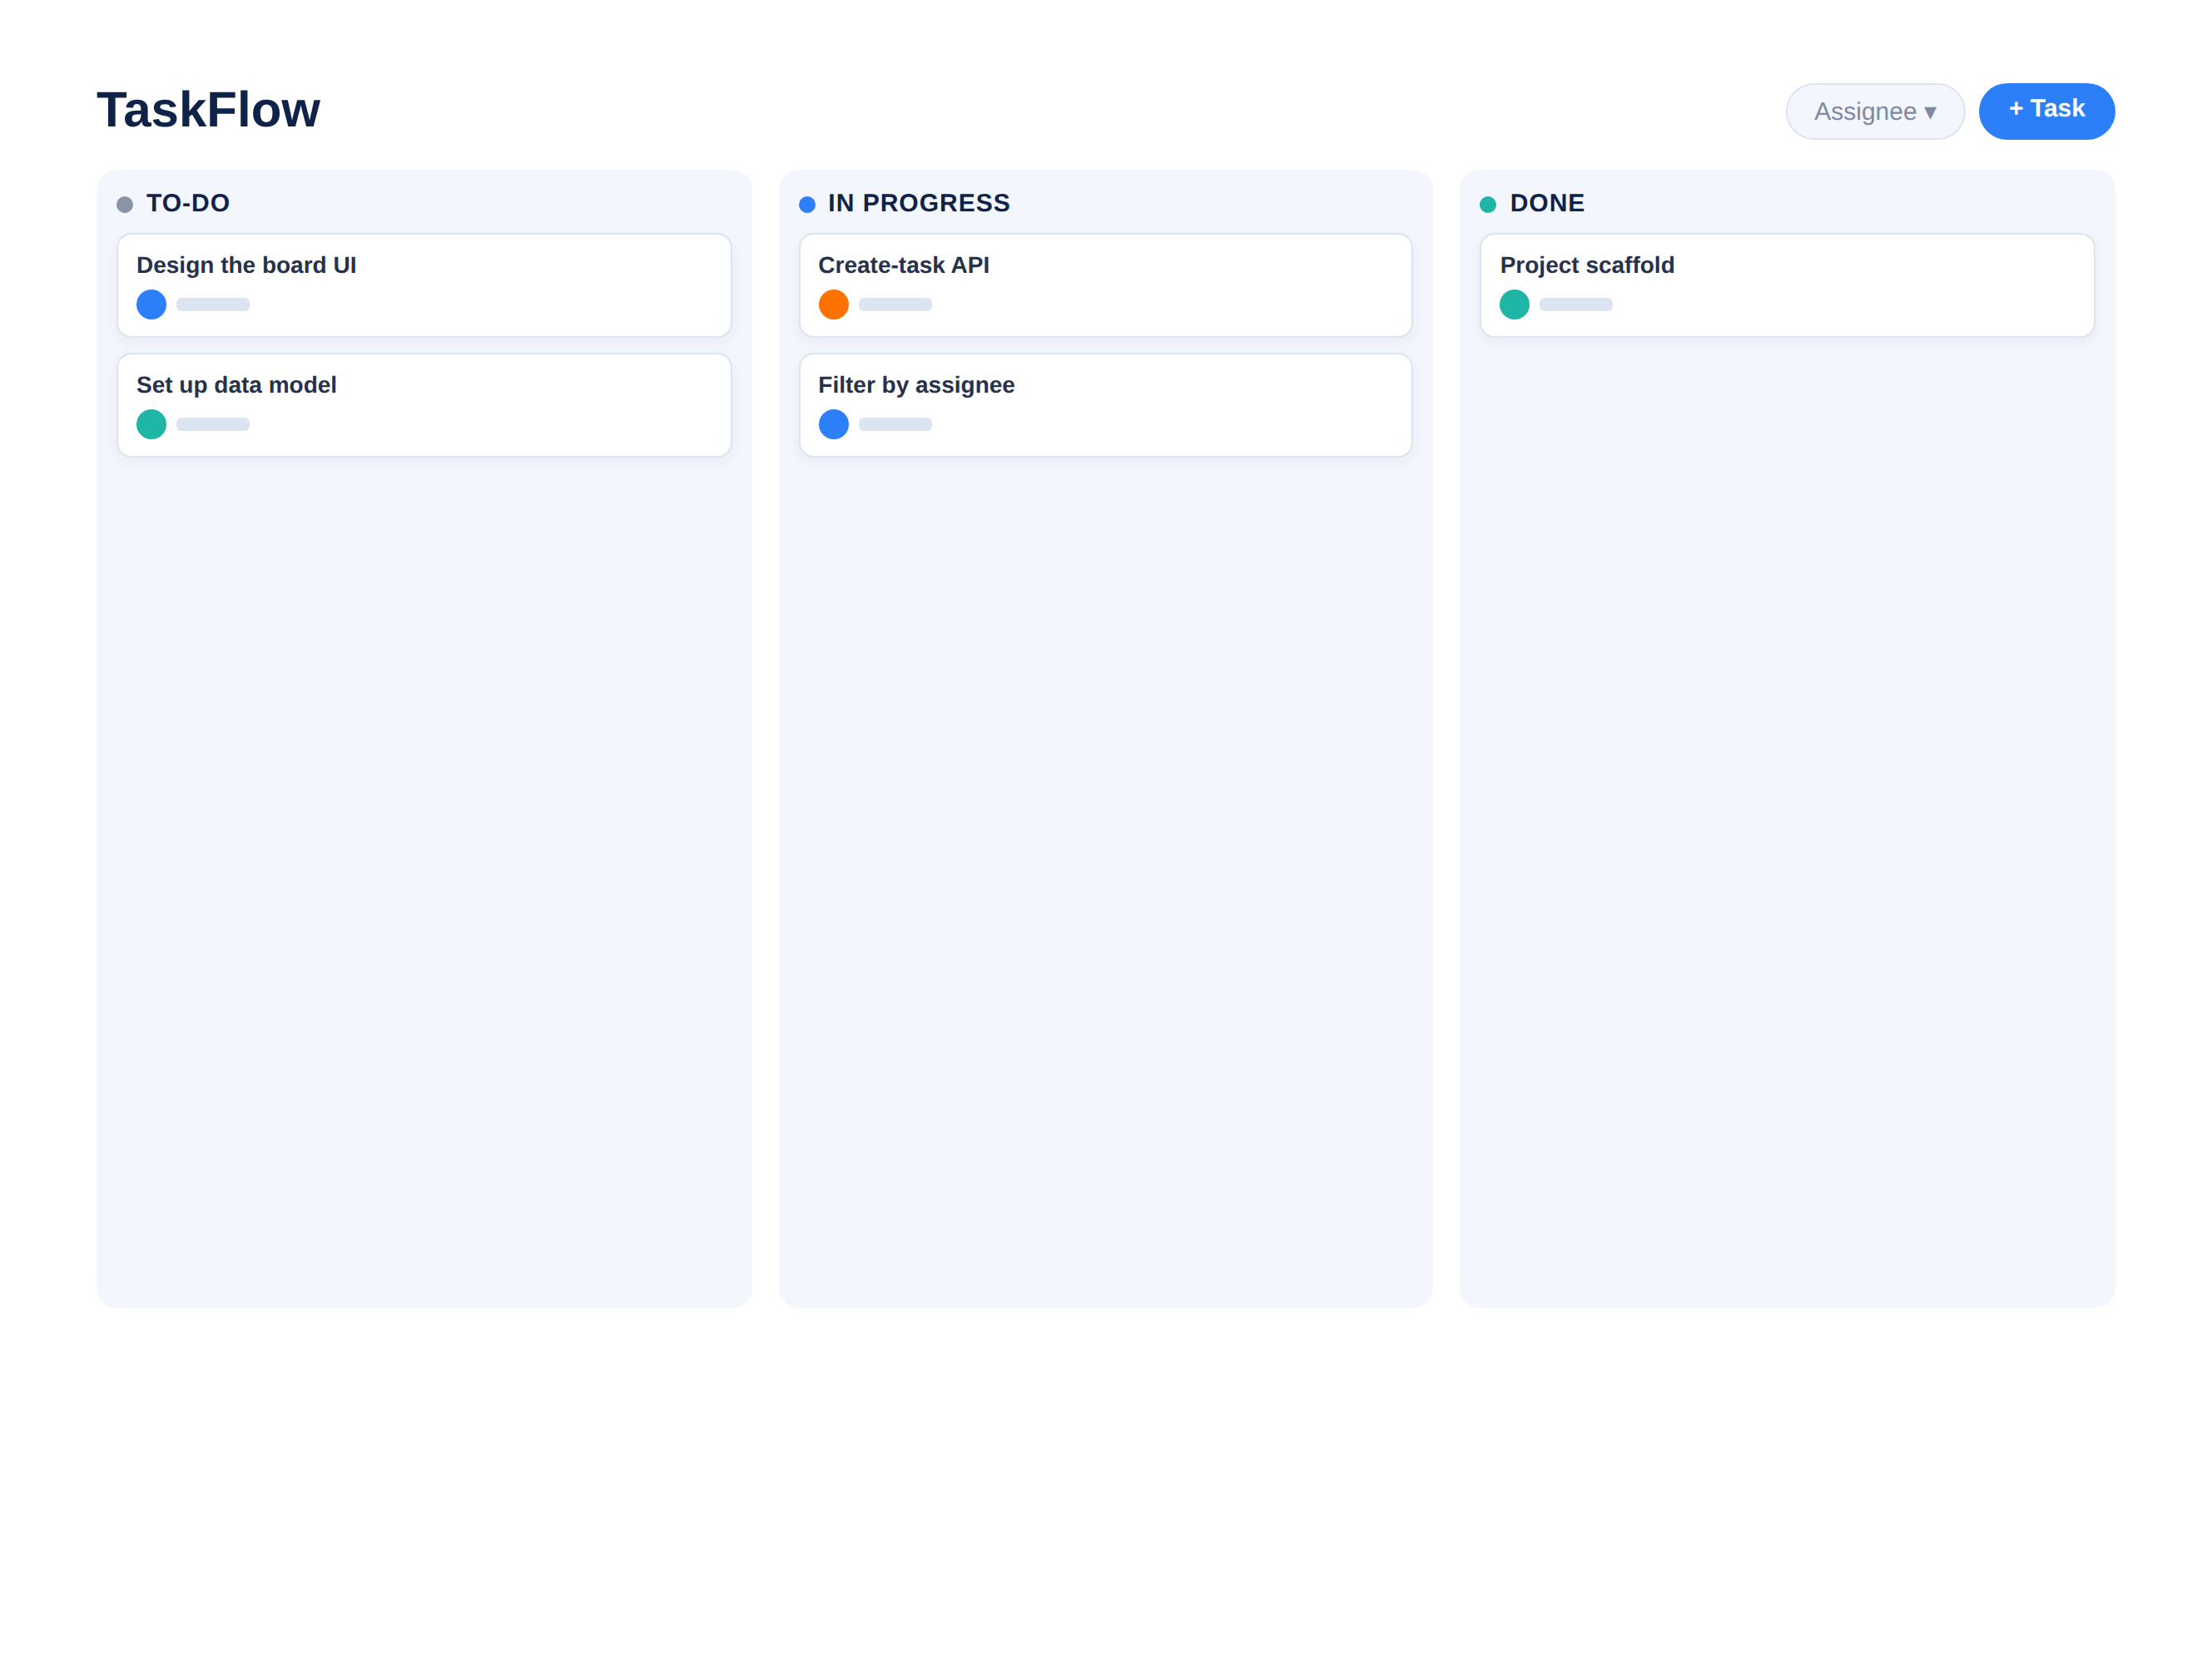 TaskFlow
Assignee ▾
+ Task
TO-DO
Design the board UI
Set up data model
IN PROGRESS
Create-task API
Filter by assignee
DONE
Project scaffold